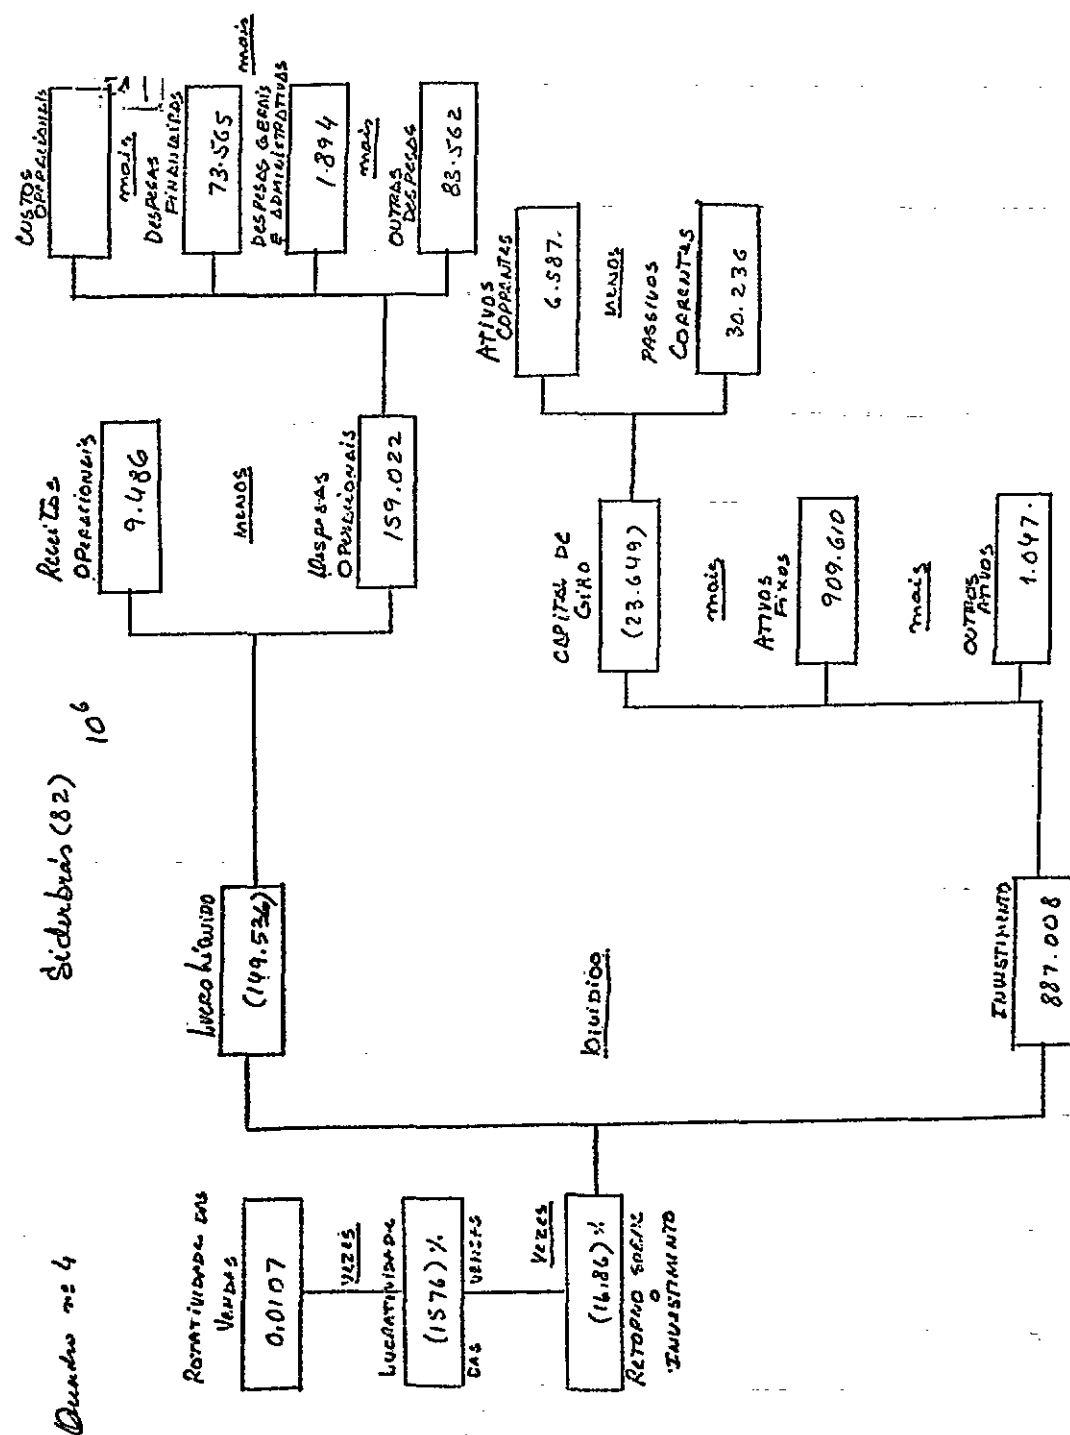 Quadro nº 4
Siderbrás (82)
10⁶
ROTATIVIDADE DAS
VENDAS
0,0107
VEZES
LUCRATIVIDADE
(1576) %
DAS VENDAS
VEZES
(16.86) %
RETORNO SOBRE
O
INVESTIMENTO
LUCRO LÍQUIDO
(149.536)
DIVIDIDO
INVESTIMENTO
887.008
Receitas
OPERACIONAIS
9.486
MENOS
Despesas
OPERACIONAIS
159.022
CUSTOS
OPERACIONAIS
mais
DESPESAS
FINANCEIRAS
73.565
mais
DESPESAS GERAIS
E ADMINISTRATIVAS
1.894
mais
OUTRAS
DESPESAS
83.562
CAPITAL DE
GIRO
(23.649)
mais
ATIVOS
FIXOS
909.610
mais
OUTROS
ATIVOS
1.047.
ATIVOS
CORRENTES
6.587.
MENOS
PASSIVOS
CORRENTES
30.236